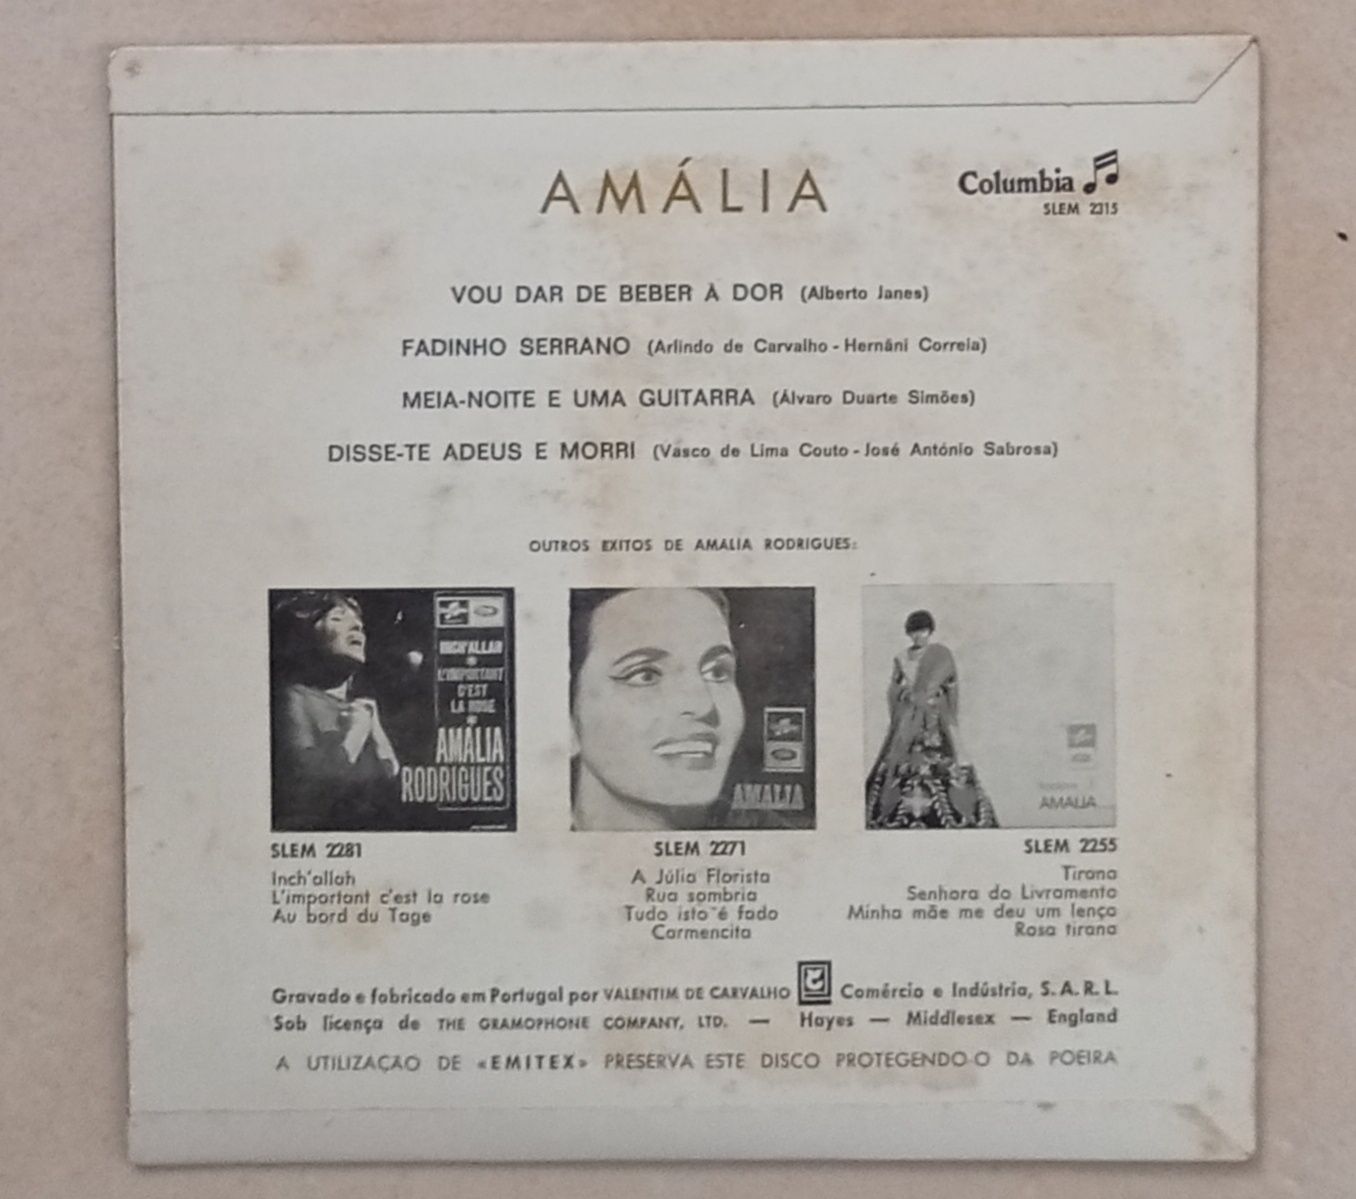 AMÁLIA
Columbia
SLEM 2315
VOU DAR DE BEBER À DOR (Alberto Janes)
FADINHO SERRANO (Arlindo de Carvalho - Hernâni Correia)
MEIA-NOITE E UMA GUITARRA (Álvaro Duarte Simões)
DISSE-TE ADEUS E MORRI (Vasco de Lima Couto - José António Sabrosa)
OUTROS EXITOS DE AMALIA RODRIGUES:
INCH'ALLAH
L'IMPORTANT
C'EST
LA ROSE
AMÁLIA
RODRIGUES
SLEM 2281
Inch'allah
L'important c'est la rose
Au bord du Tage
AMALIA
SLEM 2271
A Júlia Florista
Rua sombria
Tudo isto é fado
Carmencita
AMALIA
SLEM 2255
Tirana
Senhora do Livramento
Minha mãe me deu um lenço
Rosa tirana
Gravado e fabricado em Portugal por VALENTIM DE CARVALHO Comércio e Indústria, S. A. R. L.
Sob licença de THE GRAMOPHONE COMPANY, LTD. — Hayes — Middlesex — England
A UTILIZAÇÃO DE «EMITEX» PRESERVA ESTE DISCO PROTEGENDO-O DA POEIRA